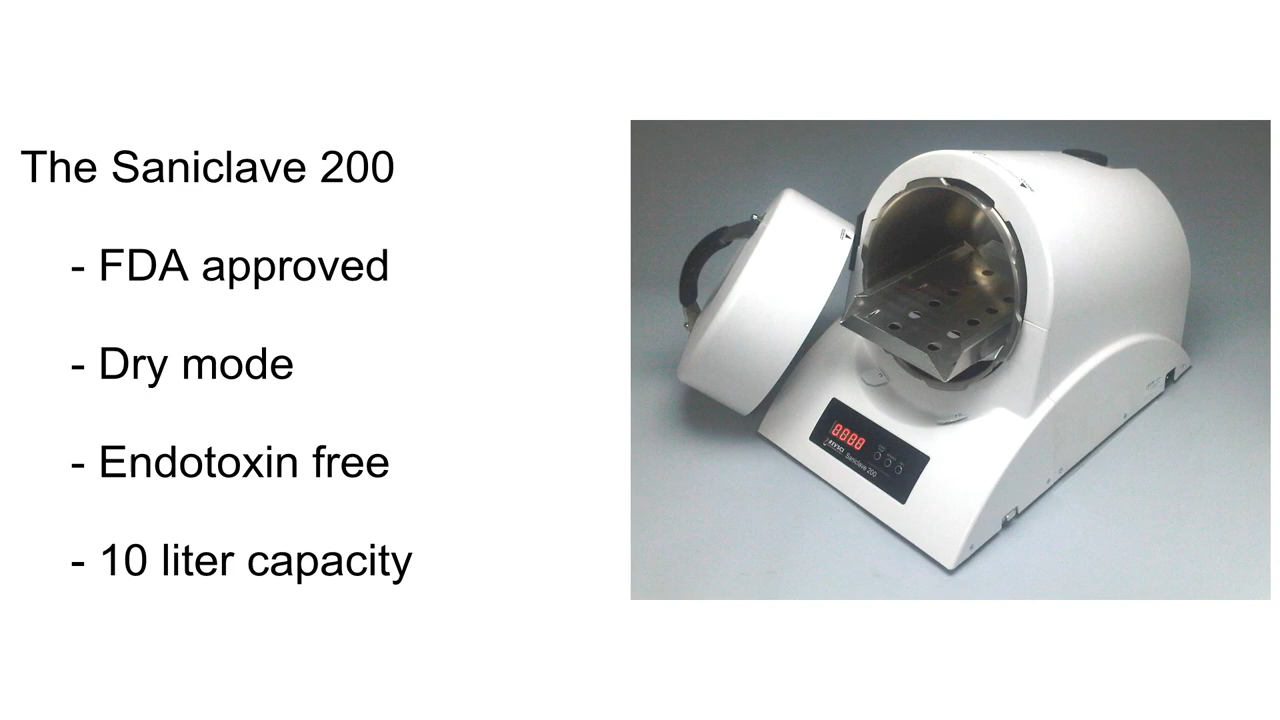 The Saniclave 200
- FDA approved
- Dry mode
- Endotoxin free
- 10 liter capacity
8888
Saniclave 200